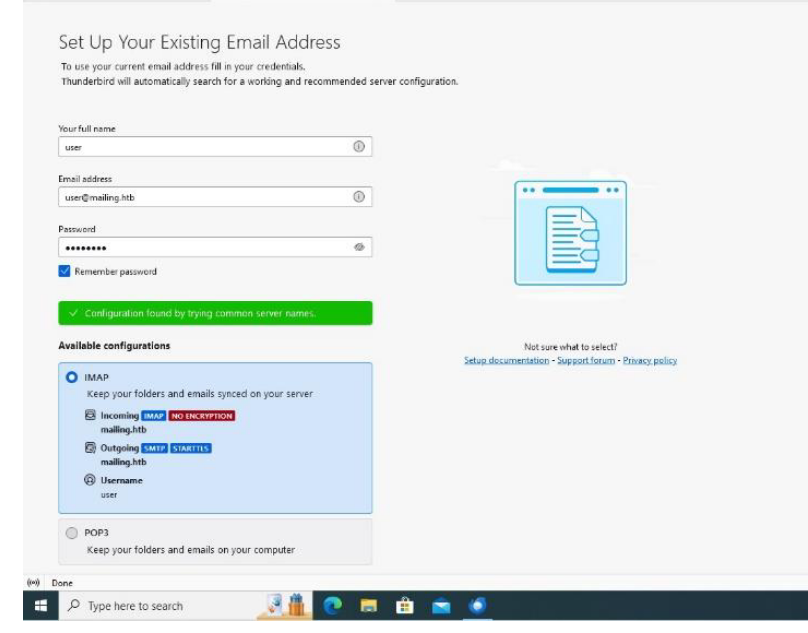 Set Up Your Existing Email Address
To use your current email address fill in your credentials.
Thunderbird will automatically search for a working and recommended server configuration.
Your full name
user
Email address
user@mailing.htb
Password
••••••••
Remember password
Configuration found by trying common server names.
Available configurations
IMAP
Keep your folders and emails synced on your server
Incoming IMAP NO ENCRYPTION
mailing.htb
Outgoing SMTP STARTTLS
mailing.htb
Username
user
POP3
Keep your folders and emails on your computer
Not sure what to select?
Setup documentation - Support forum - Privacy policy
Done
Type here to search